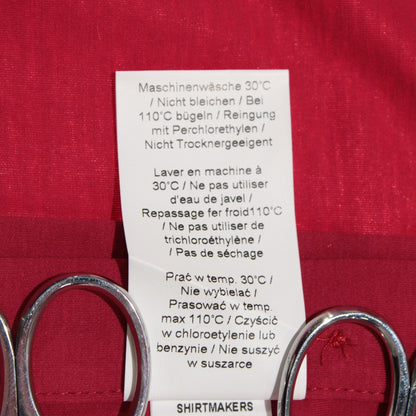 Maschinenwäsche 30°C
/ Nicht bleichen / Bei
110°C bügeln / Reingung
mit Perchlorethylen /
Nicht Trocknergeeigent
Laver en machine à
30°C / Ne pas utiliser
d'eau de javel /
Repassage fer froid110°C
/ Ne pas utiliser de
trichloroéthylène /
/ Pas de séchage
Prać w temp. 30°C /
Nie wybielać /
Prasować w temp.
max 110°C / Czyścić
w chloroetylenie lub
benzynie / Nie suszyć
w suszarce
SHIRTMAKERS